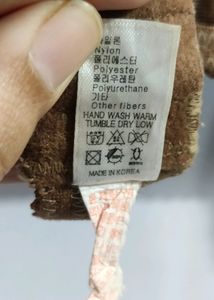 나일론
Nylon
폴리에스터
Polyester
폴리우레탄
Polyurethane
기타
Other fibers
HAND WASH WARM
TUMBLE DRY LOW
MADE IN KOREA